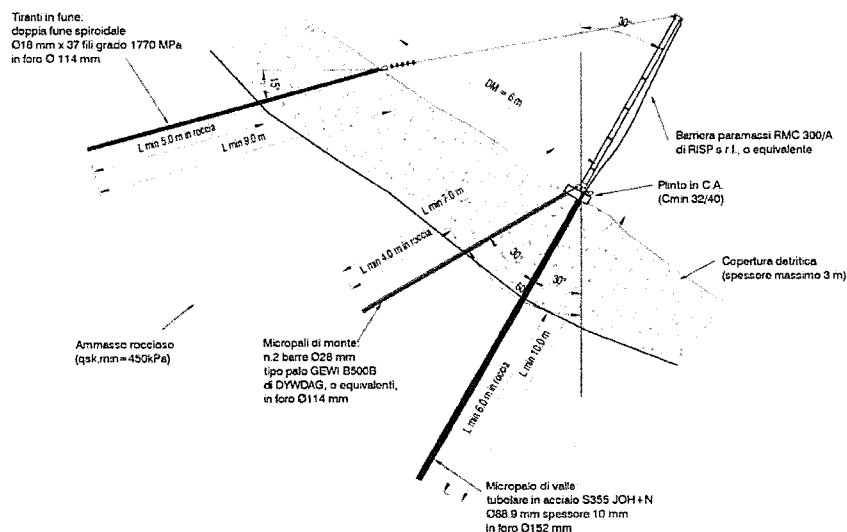 Tiranti in fune:
doppia fune spiroidale
Ø18 mm x 37 fili grado 1770 MPa
in foro Ø 114 mm
30°
15°
DM = 6 m
L min 5.0 m in roccia
L min 9.0 m
Barriera paramassi RMC 300/A
di RISP s r.l., o equivalente
Plinto in C.A.
(Cmin 32/40)
L min 7.0 m
L min 4.0 m in roccia
30°
30°
60°
Copertura detritica
(spessore massimo 3 m)
Ammasso roccioso
(qsk,min=450kPa)
Micropali di monte:
n.2 barre Ø28 mm
tipo palo GEWI B500B
di DYWDAG, o equivalenti,
in foro Ø114 mm
L min 10.0 m
L min 6.0 m in roccia
Micropalo di valle
tubolare in acciaio S355 JOH+N
Ø88.9 mm spessore 10 mm
in foro Ø152 mm